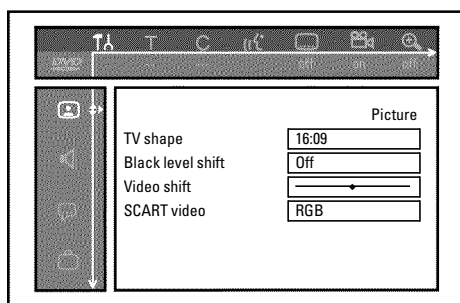 T C
DVD
off on off
Picture
TV shape 16:09
Black level shift Off
Video shift
SCART video RGB